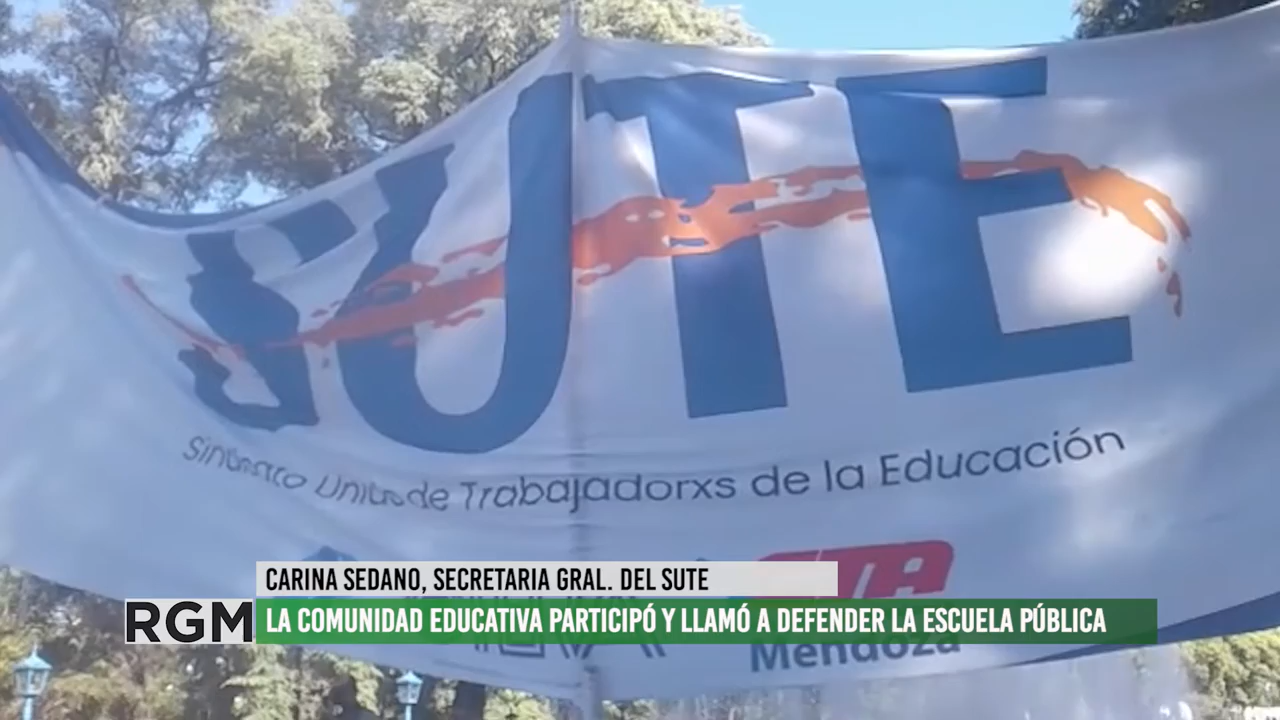 SUTE
Sindicato Unido de Trabajadorxs de la Educación
CTA
Mendoza
CARINA SEDANO, SECRETARIA GRAL. DEL SUTE
RGM
LA COMUNIDAD EDUCATIVA PARTICIPÓ Y LLAMÓ A DEFENDER LA ESCUELA PÚBLICA